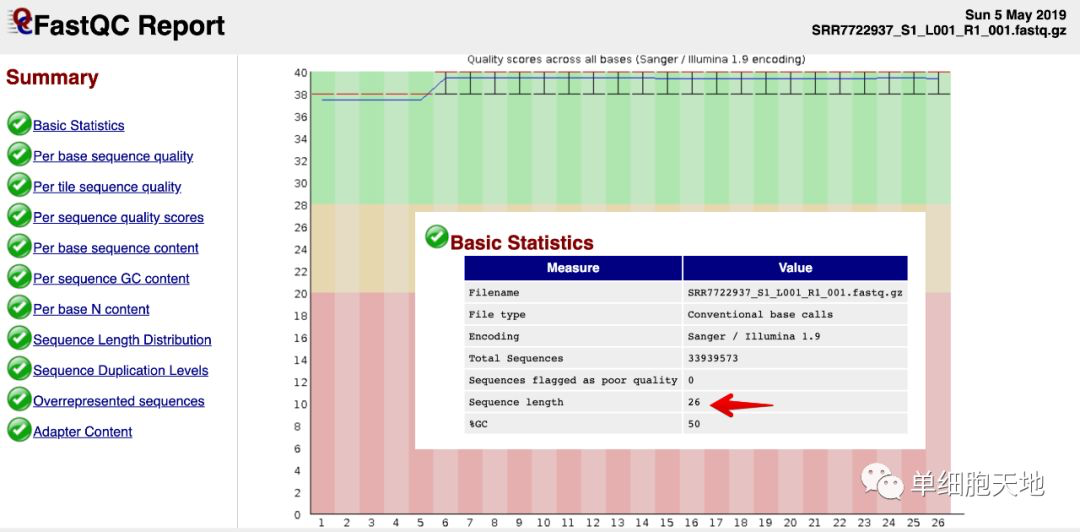 FastQC Report
Sun 5 May 2019
SRR7722937_S1_L001_R1_001.fastq.gz
Summary
Basic Statistics
Per base sequence quality
Per tile sequence quality
Per sequence quality scores
Per base sequence content
Per sequence GC content
Per base N content
Sequence Length Distribution
Sequence Duplication Levels
Overrepresented sequences
Adapter Content
Quality scores across all bases (Sanger / Illumina 1.9 encoding)
40
38
36
34
32
30
28
26
24
22
20
18
16
14
12
10
8
6
4
2
0
1 2 3 4 5 6 7 8 9 10 11 12 13 14 15 16 17 18 19 20 21 22 23 24 25 26
Basic Statistics
Measure Value
Filename SRR7722937_S1_L001_R1_001.fastq.gz
File type Conventional base calls
Encoding Sanger / Illumina 1.9
Total Sequences 33939573
Sequences flagged as poor quality 0
Sequence length 26
%GC 50
单细胞天地